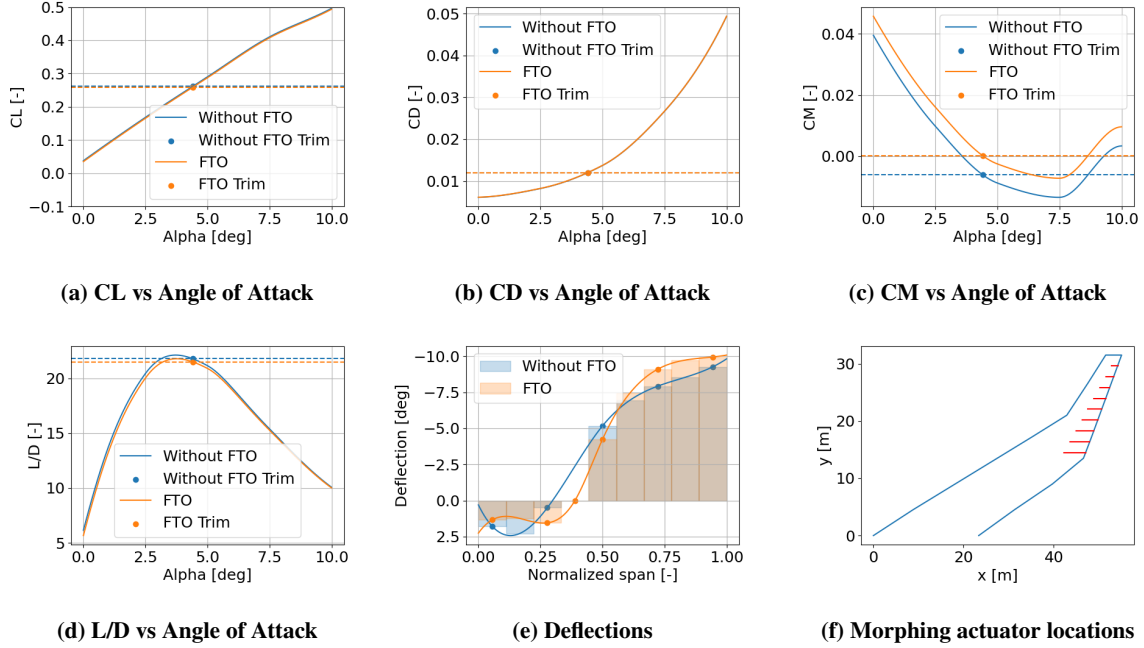 0.5
0.4
0.3
0.2
0.1
0.0
−0.1
CL [-]
Without FTO
Without FTO Trim
FTO
FTO Trim
0.0 2.5 5.0 7.5 10.0
Alpha [deg]
(a) CL vs Angle of Attack
0.05
0.04
0.03
0.02
0.01
CD [-]
Without FTO
Without FTO Trim
FTO
FTO Trim
0.0 2.5 5.0 7.5 10.0
Alpha [deg]
(b) CD vs Angle of Attack
0.04
0.02
0.00
CM [-]
Without FTO
Without FTO Trim
FTO
FTO Trim
0.0 2.5 5.0 7.5 10.0
Alpha [deg]
(c) CM vs Angle of Attack
20
15
10
5
L/D [-]
Without FTO
Without FTO Trim
FTO
FTO Trim
0.0 2.5 5.0 7.5 10.0
Alpha [deg]
(d) L/D vs Angle of Attack
−10.0
−7.5
−5.0
−2.5
0.0
2.5
Deflection [deg]
Without FTO
FTO
0.00 0.25 0.50 0.75 1.00
Normalized span [-]
(e) Deflections
30
20
10
0
y [m]
0 20 40
x [m]
(f) Morphing actuator locations